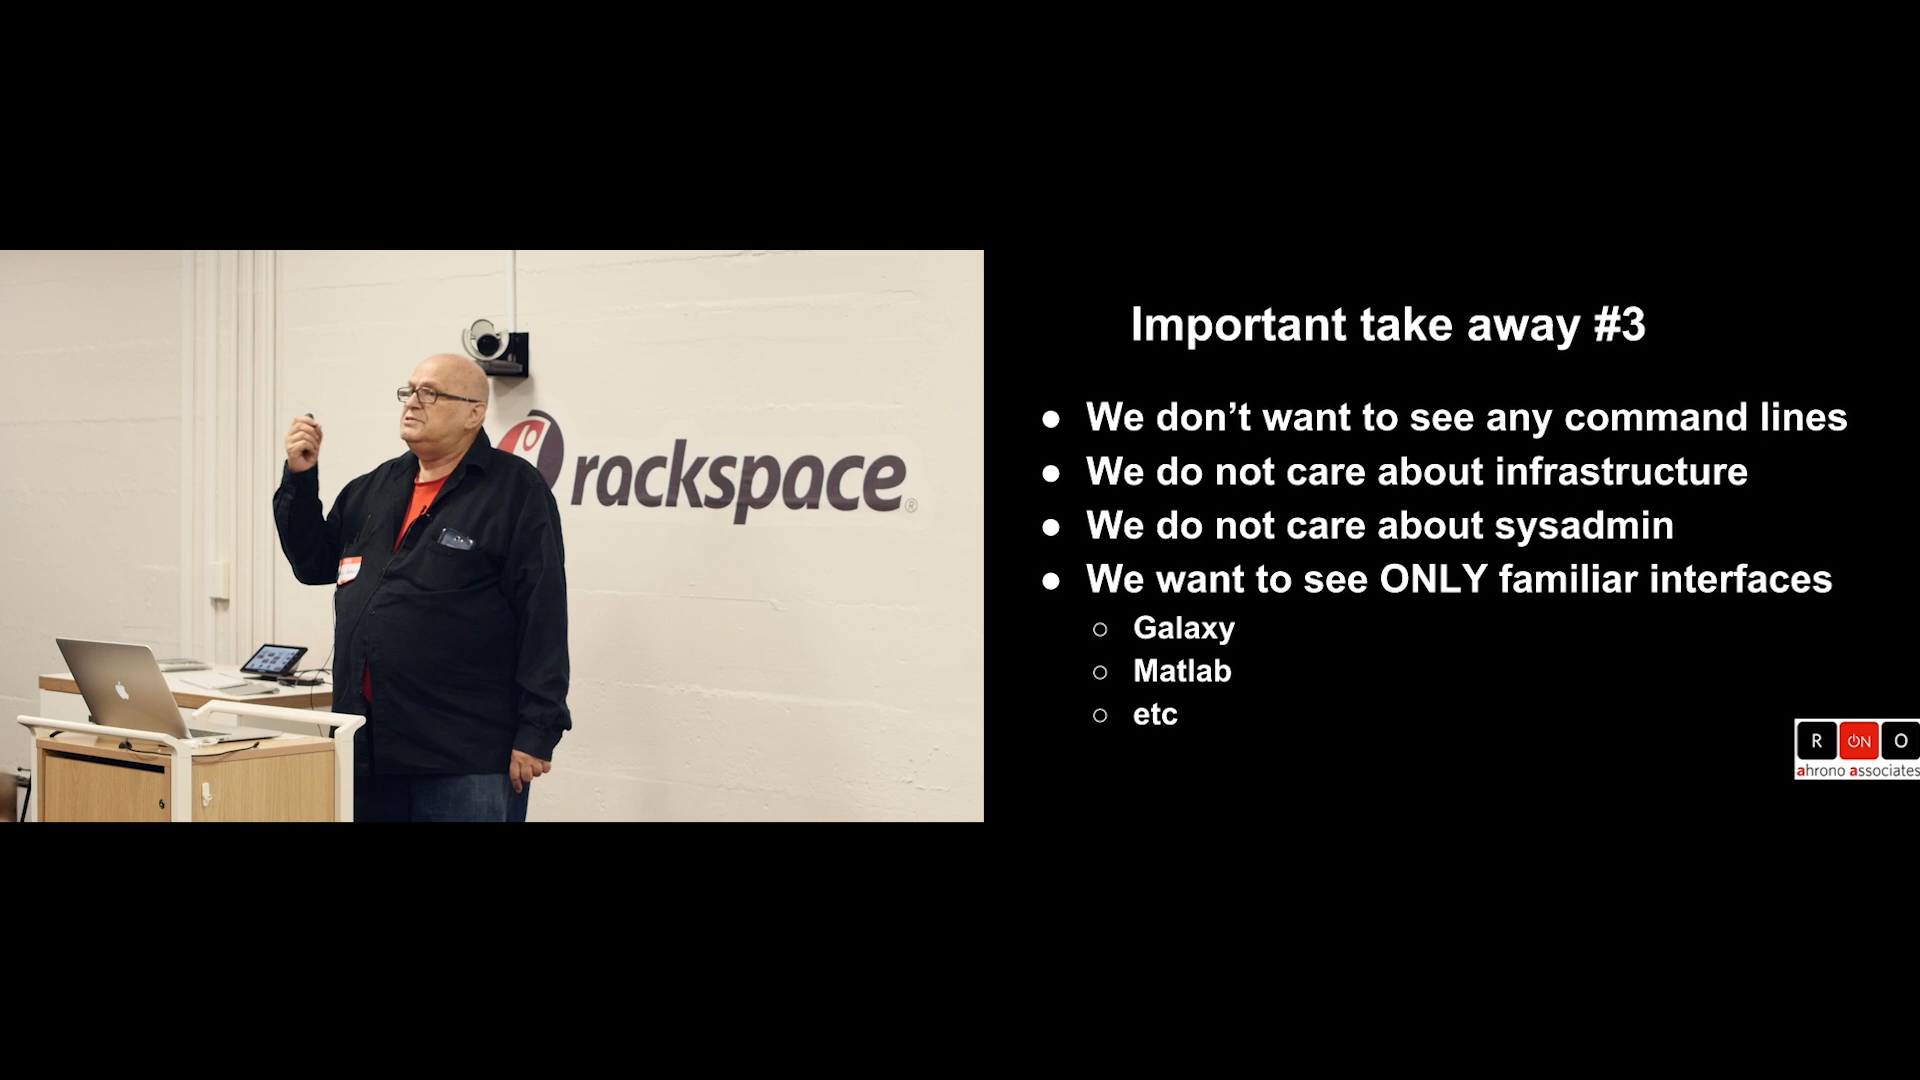 rackspace®
Important take away #3
● We don’t want to see any command lines
● We do not care about infrastructure
● We do not care about sysadmin
● We want to see ONLY familiar interfaces
○ Galaxy
○ Matlab
○ etc
R ON O
ahrono associates